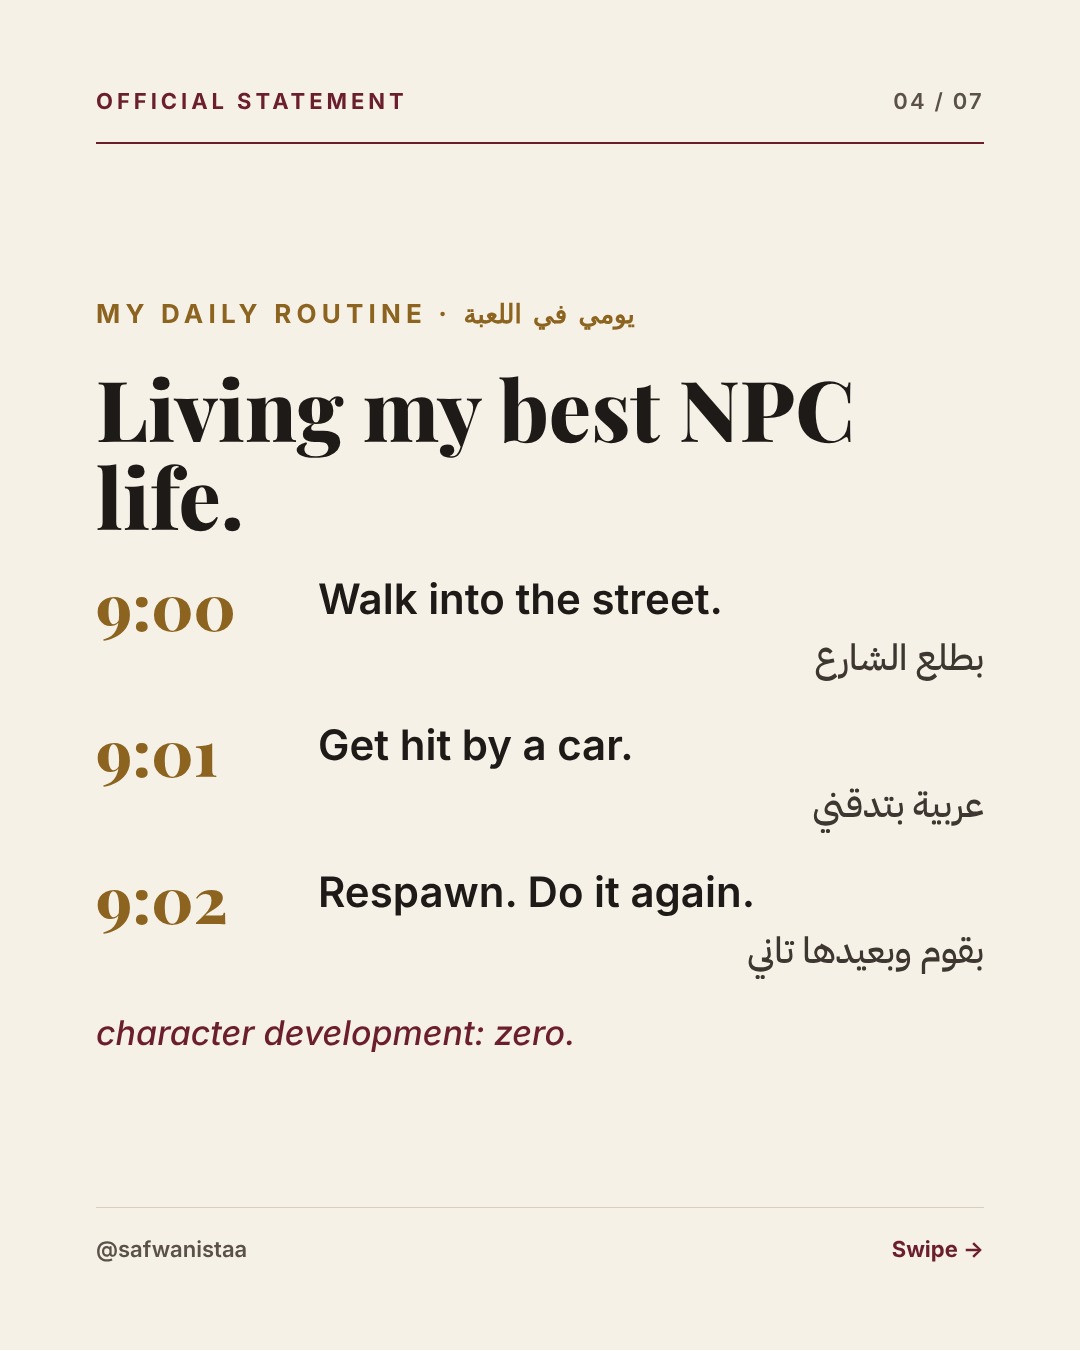 OFFICIAL STATEMENT
04 / 07
MY DAILY ROUTINE · يومي في اللعبة
Living my best NPC
life.
9:00 Walk into the street.
بطلع الشارع
9:01 Get hit by a car.
عربية بتدقني
9:02 Respawn. Do it again.
بقوم وبعيدها تاني
character development: zero.
@safwanistaa
Swipe →